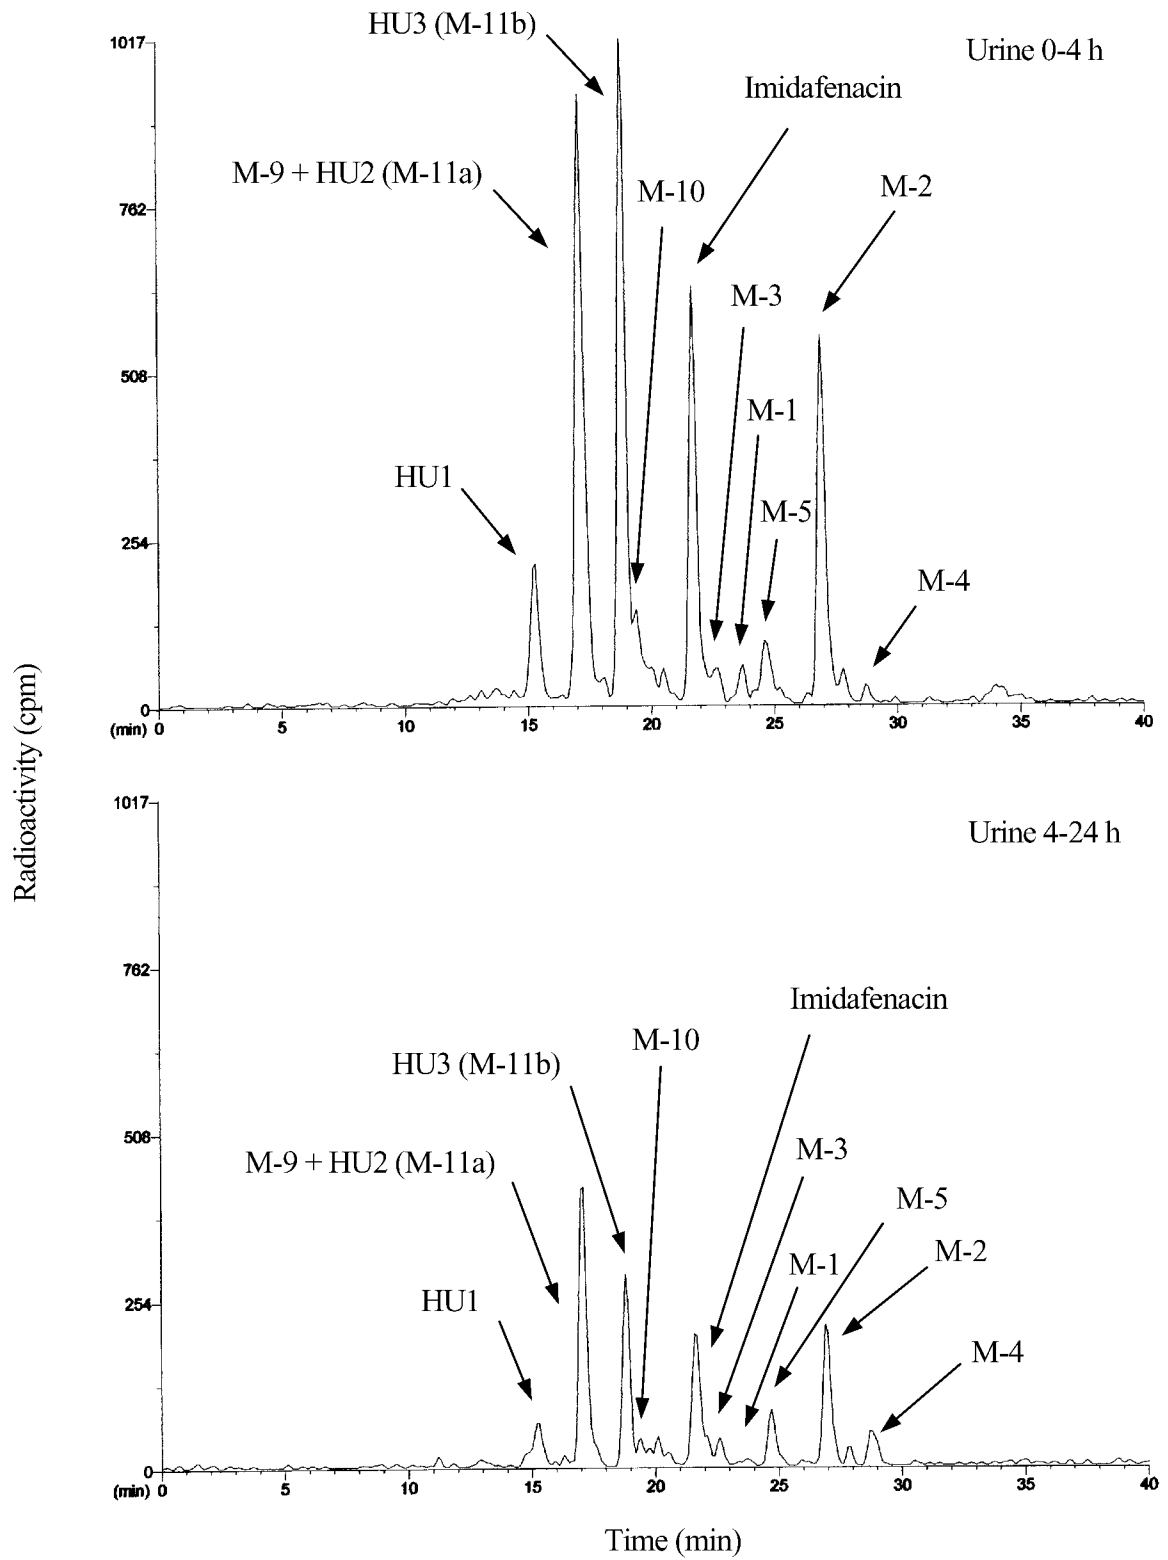 HU3 (M-11b)
1017
Urine 0-4 h
Imidafenacin
M-9 + HU2 (M-11a)
M-10
M-2
762
M-3
508
M-1
HU1
M-5
254
M-4
0
(min) 0 5 10 15 20 25 30 35 40
Radioactivity (cpm)
1017
Urine 4-24 h
762
Imidafenacin
M-10
HU3 (M-11b)
508
M-3
M-9 + HU2 (M-11a)
M-5
M-2
M-1
254
HU1
M-4
0
(min) 0 5 10 15 20 25 30 35 40
Time (min)